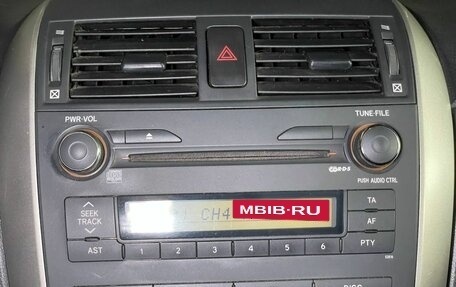 PWR·VOL
TUNE·FILE
R·D·S
PUSH AUDIO CTRL
SEEK
TRACK
CH4
MBIB-RU
TA
AF
AST
1 2 3 4 5 6
PTY
DISC